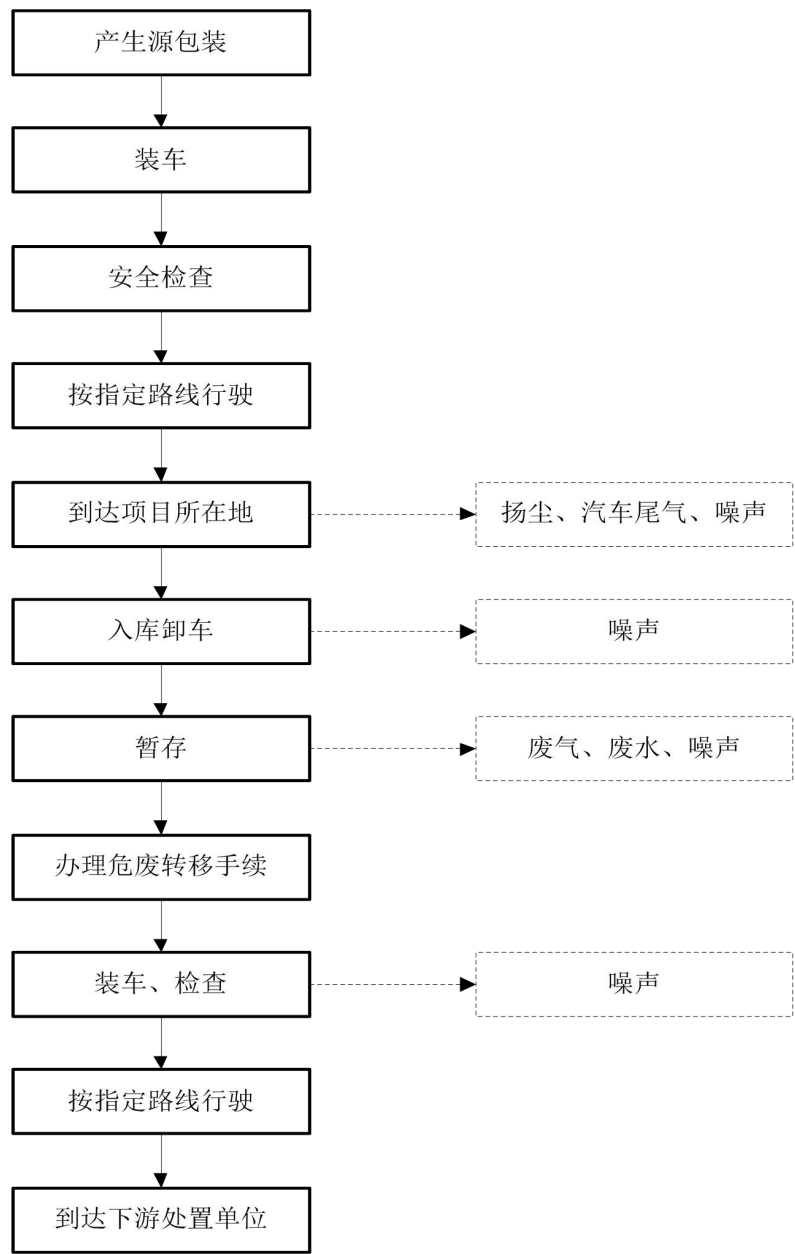 产生源包装
装车
安全检查
按指定路线行驶
到达项目所在地
扬尘、汽车尾气、噪声
入库卸车
噪声
暂存
废气、废水、噪声
办理危废转移手续
装车、检查
噪声
按指定路线行驶
到达下游处置单位